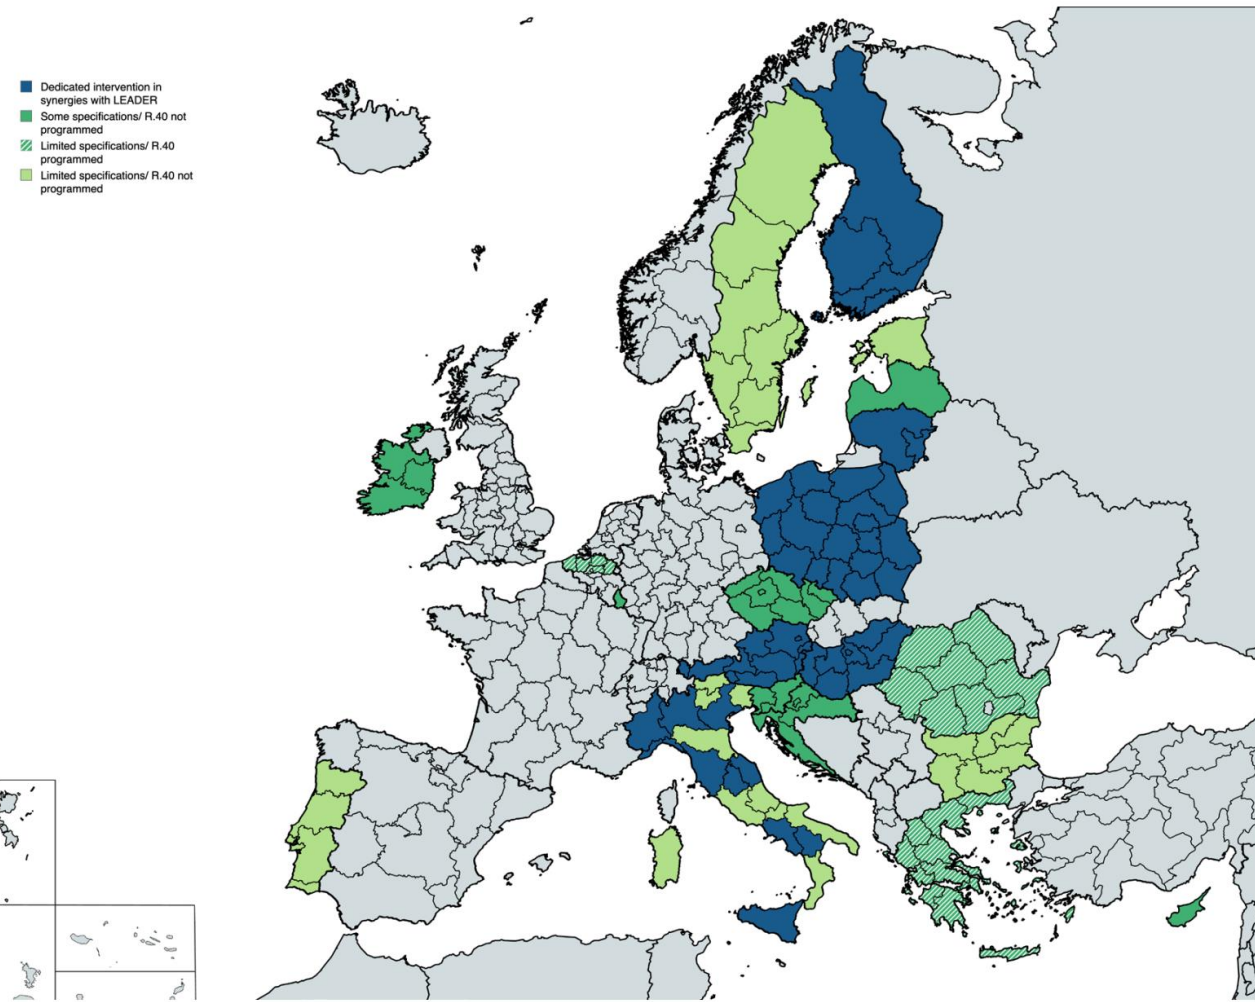 Dedicated intervention in
synergies with LEADER
Some specifications/ R.40 not
programmed
Limited specifications/ R.40
programmed
Limited specifications/ R.40 not
programmed